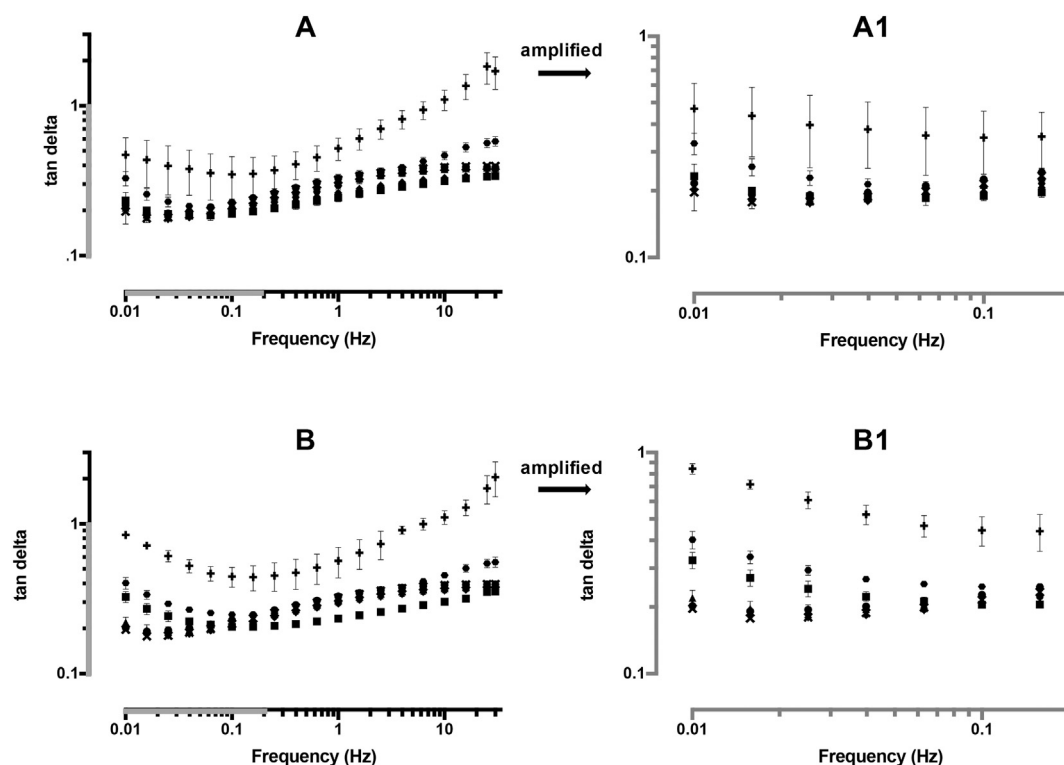 A
amplified
A1
tan delta
1
.1
0.01
0.1
1
10
Frequency (Hz)
1
0.1
0.01
0.1
Frequency (Hz)
B
amplified
B1
tan delta
1
0.1
0.01
0.1
1
10
Frequency (Hz)
tan delta
1
0.1
0.01
0.1
Frequency (Hz)